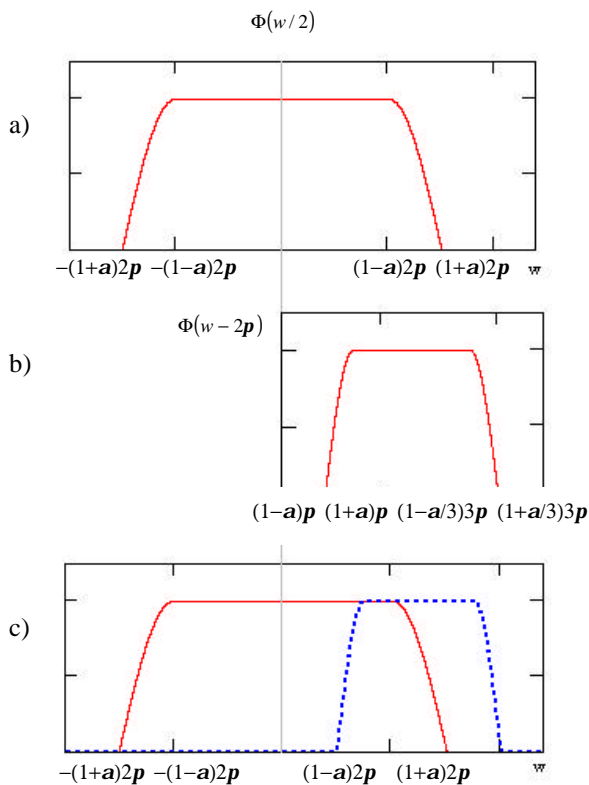 Φ(w/2)
a)
−(1+a)2p −(1−a)2p (1−a)2p (1+a)2p w
Φ(w−2p)
b)
(1−a)p (1+a)p (1−a/3)3p (1+a/3)3p
c)
−(1+a)2p −(1−a)2p (1−a)2p (1+a)2p w